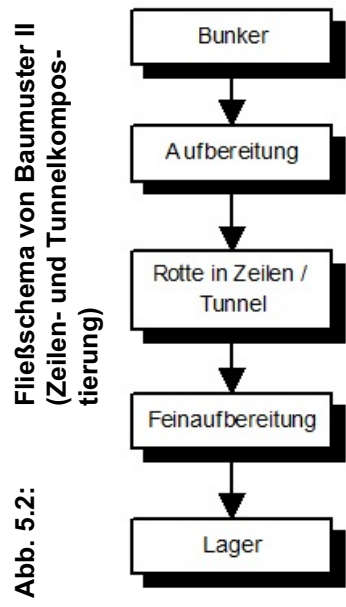 Abb. 5.2: Fließschema von Baumuster II
(Zeilen- und Tunnelkompos-
tierung)
Bunker
Aufbereitung
Rotte in Zeilen /
Tunnel
Feinaufbereitung
Lager